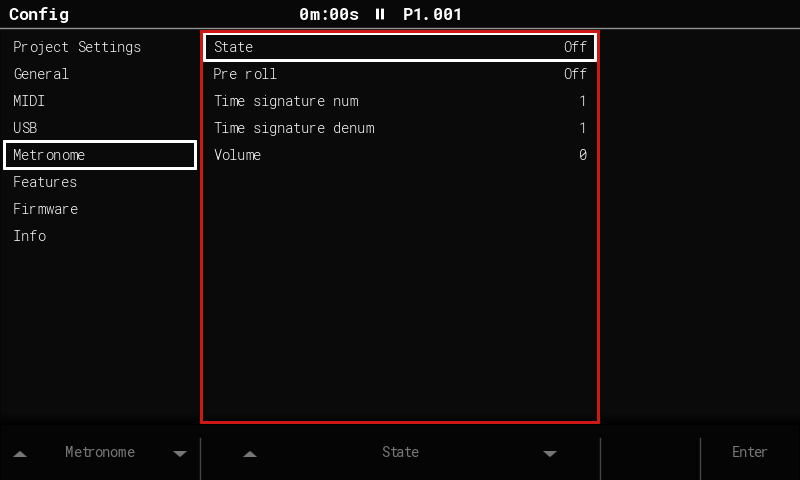 Config 0m:00s P1.001
Project Settings
General
MIDI
USB
Metronome
Features
Firmware
Info
State Off
Pre roll Off
Time signature num 1
Time signature denum 1
Volume 0
Metronome State Enter